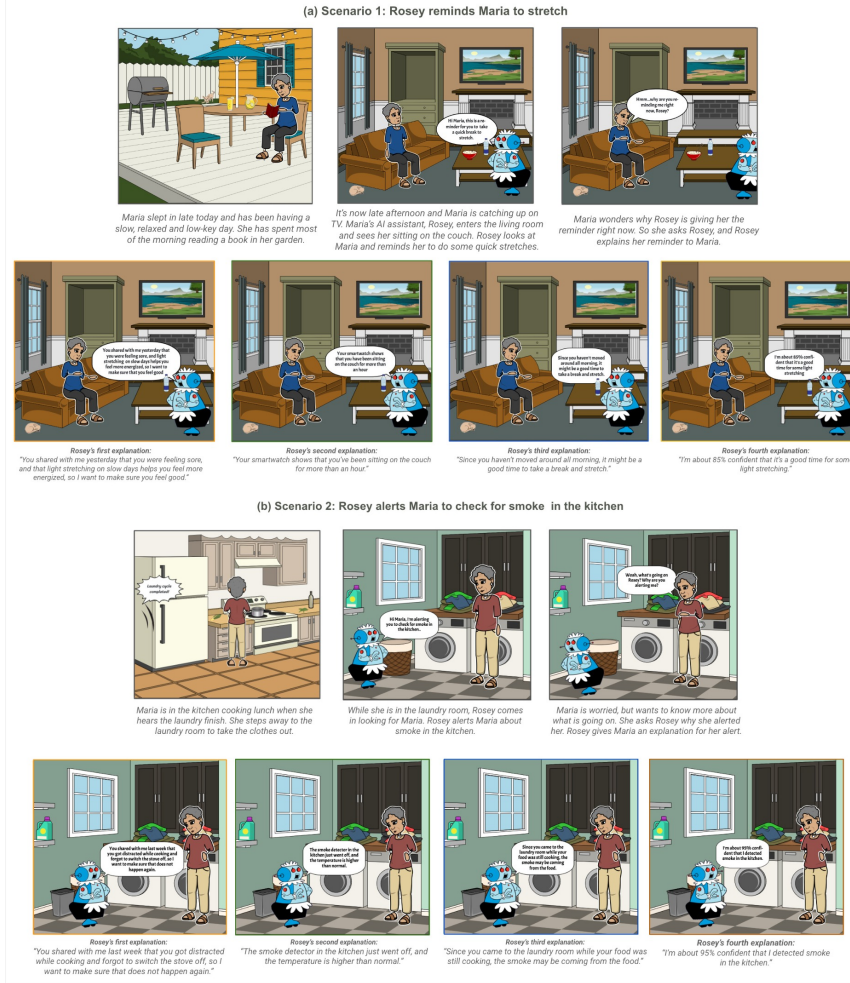 (a) Scenario 1: Rosey reminds Maria to stretch
Hi Maria, this is a re
minder for you to take
a quick break to
stretch.
Hmm...why are you re
minding me right
now, Rosey?
Maria slept in late today and has been having a
slow, relaxed and low-key day. She has spent most
of the morning reading a book in her garden.
It's now late afternoon and Maria is catching up on
TV. Maria's AI assistant, Rosey, enters the living room
and sees her sitting on the couch. Rosey looks at
Maria and reminds her to do some quick stretches.
Maria wonders why Rosey is giving her the
reminder right now. So she asks Rosey, and Rosey
explains her reminder to Maria.
You shared with me yesterday that
you were feeling sore, and light
stretching on slow days helps you
feel more energized, so I want to
make sure that you feel good
Your smartwatch shows
that you have been sitting
on the couch for more than
an hour
Since you haven't moved
around all morning, it
might be a good time to
take a break and stretch.
I'm about 85% confi-
dent that it's a good
time for some light
stretching
Rosey's first explanation:
"You shared with me yesterday that you were feeling sore,
and that light stretching on slow days helps you feel more
energized, so I want to make sure you feel good."
Rosey's second explanation:
"Your smartwatch shows that you've been sitting on the couch
for more than an hour."
Rosey's third explanation:
"Since you haven't moved around all morning, it might be a
good time to take a break and stretch."
Rosey's fourth explanation:
"I'm about 85% confident that it's a good time for som
light stretching."
(b) Scenario 2: Rosey alerts Maria to check for smoke in the kitchen
Laundry cycle
completed!
Hi Maria, I'm alerting
you to check for smoke in
the kitchen..
Woah, what's going on
Rosey? Why are you
alerting me?
Maria is in the kitchen cooking lunch when she
hears the laundry finish. She steps away to the
laundry room to take the clothes out.
While she is in the laundry room, Rosey comes
in looking for Maria. Rosey alerts Maria about
smoke in the kitchen.
Maria is worried, but wants to know more about
what is going on. She asks Rosey why she alerted
her. Rosey gives Maria an explanation for her alert.
You shared with me last week that
you got distracted while cooking and
forgot to switch the stove off, so I
want to make sure that does not
happen again.
The smoke detector in the
kitchen just went off, and
the temperature is higher
than normal.
Since you came to the
laundry room while your
food was still cooking, the
smoke may be coming
from the food.
I'm about 95% confi-
dent that I detected
smoke in the kitchen.
Rosey's first explanation:
"You shared with me last week that you got distracted
while cooking and forgot to switch the stove off, so I
want to make sure that does not happen again."
Rosey's second explanation:
"The smoke detector in the kitchen just went off, and
the temperature is higher than normal."
Rosey's third explanation:
"Since you came to the laundry room while your food was
still cooking, the smoke may be coming from the food."
Rosey's fourth explanation:
"I'm about 95% confident that I detected smoke
in the kitchen."